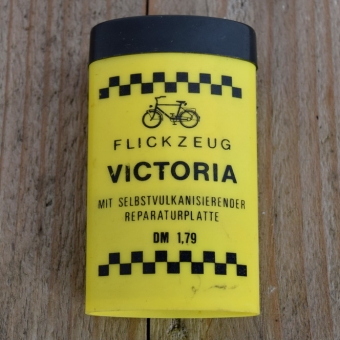 FLICKZEUG
VICTORIA
MIT SELBSTVULKANISIERENDER
REPARATURPLATTE
DM 1,79